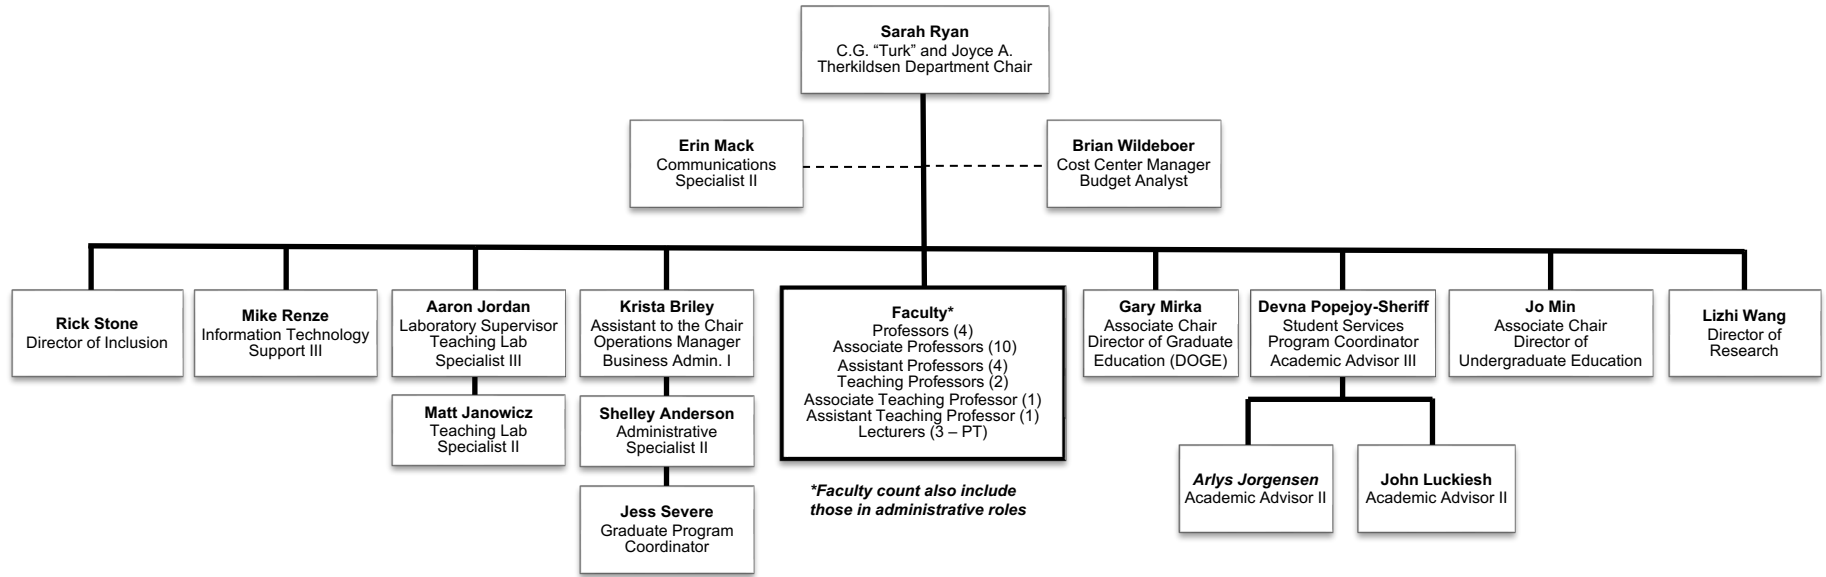 Sarah Ryan
C.G. “Turk” and Joyce A.
Therkildsen Department Chair
Erin Mack
Communications
Specialist II
Brian Wildeboer
Cost Center Manager
Budget Analyst
Rick Stone
Director of Inclusion
Mike Renze
Information Technology
Support III
Aaron Jordan
Laboratory Supervisor
Teaching Lab
Specialist III
Matt Janowicz
Teaching Lab
Specialist II
Krista Briley
Assistant to the Chair
Operations Manager
Business Admin. I
Shelley Anderson
Administrative
Specialist II
Jess Severe
Graduate Program
Coordinator
Faculty*
Professors (4)
Associate Professors (10)
Assistant Professors (4)
Teaching Professors (2)
Associate Teaching Professor (1)
Assistant Teaching Professor (1)
Lecturers (3 – PT)
*Faculty count also include
those in administrative roles
Gary Mirka
Associate Chair
Director of Graduate
Education (DOGE)
Devna Popejoy-Sheriff
Student Services
Program Coordinator
Academic Advisor III
Arlys Jorgensen
Academic Advisor II
John Luckiesh
Academic Advisor II
Jo Min
Associate Chair
Director of
Undergraduate Education
Lizhi Wang
Director of
Research